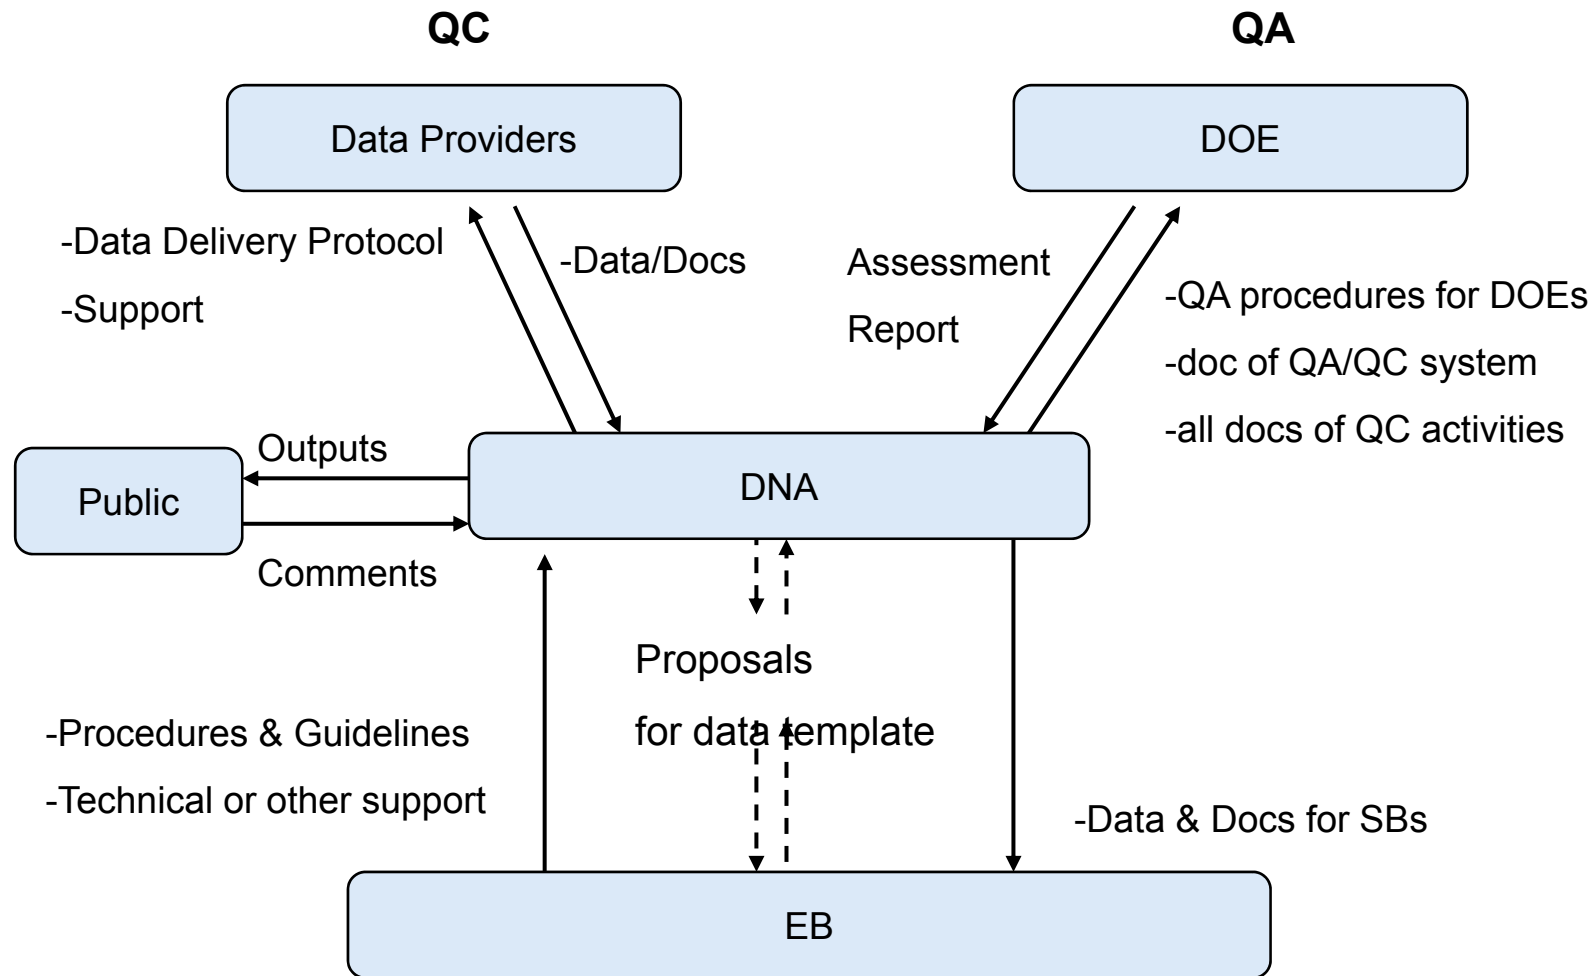 QC
QA
Data Providers
DOE
-Data Delivery Protocol
-Support
-Data/Docs
Assessment
Report
-QA procedures for DOEs
-doc of QA/QC system
-all docs of QC activities
Outputs
Public
DNA
Comments
Proposals
for data template
-Procedures & Guidelines
-Technical or other support
-Data & Docs for SBs
EB